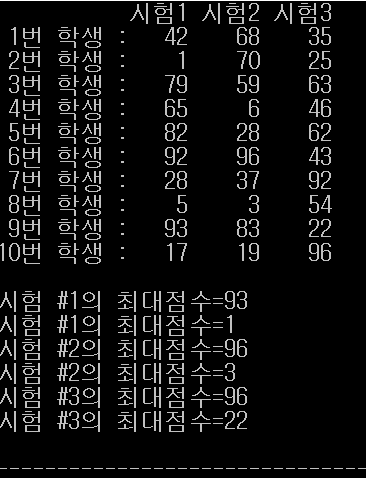 시험1 시험2 시험3
1번 학생 : 42 68 35
2번 학생 : 1 70 25
3번 학생 : 79 59 63
4번 학생 : 65 6 46
5번 학생 : 82 28 62
6번 학생 : 92 96 43
7번 학생 : 28 37 92
8번 학생 : 5 3 54
9번 학생 : 93 83 22
10번 학생 : 17 19 96
시험 #1의 최대점수=93
시험 #1의 최대점수=1
시험 #2의 최대점수=96
시험 #2의 최대점수=3
시험 #3의 최대점수=96
시험 #3의 최대점수=22
--------------------------------